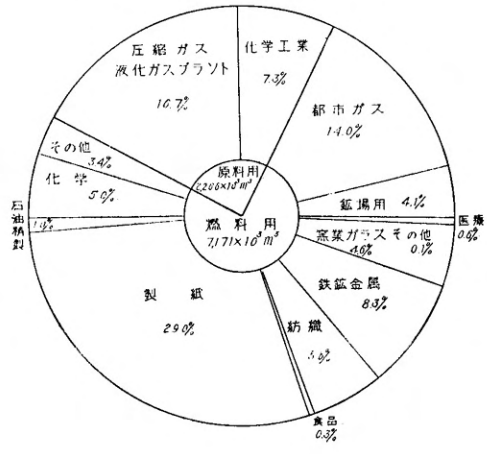 圧縮ガス
液化ガスプラント
16.7%
化学工業
7.3%
都市ガス
14.0%
鉱場用 4.1%
医療
0.6%
窯業ガラス その他
4.6% 0.1%
鉄鉱金属
8.3%
紡織
食品
0.3%
製紙
29.0%
石油精製
化学
5.0%
その他
3.4%
原料用
燃料用
7,171×10³m³